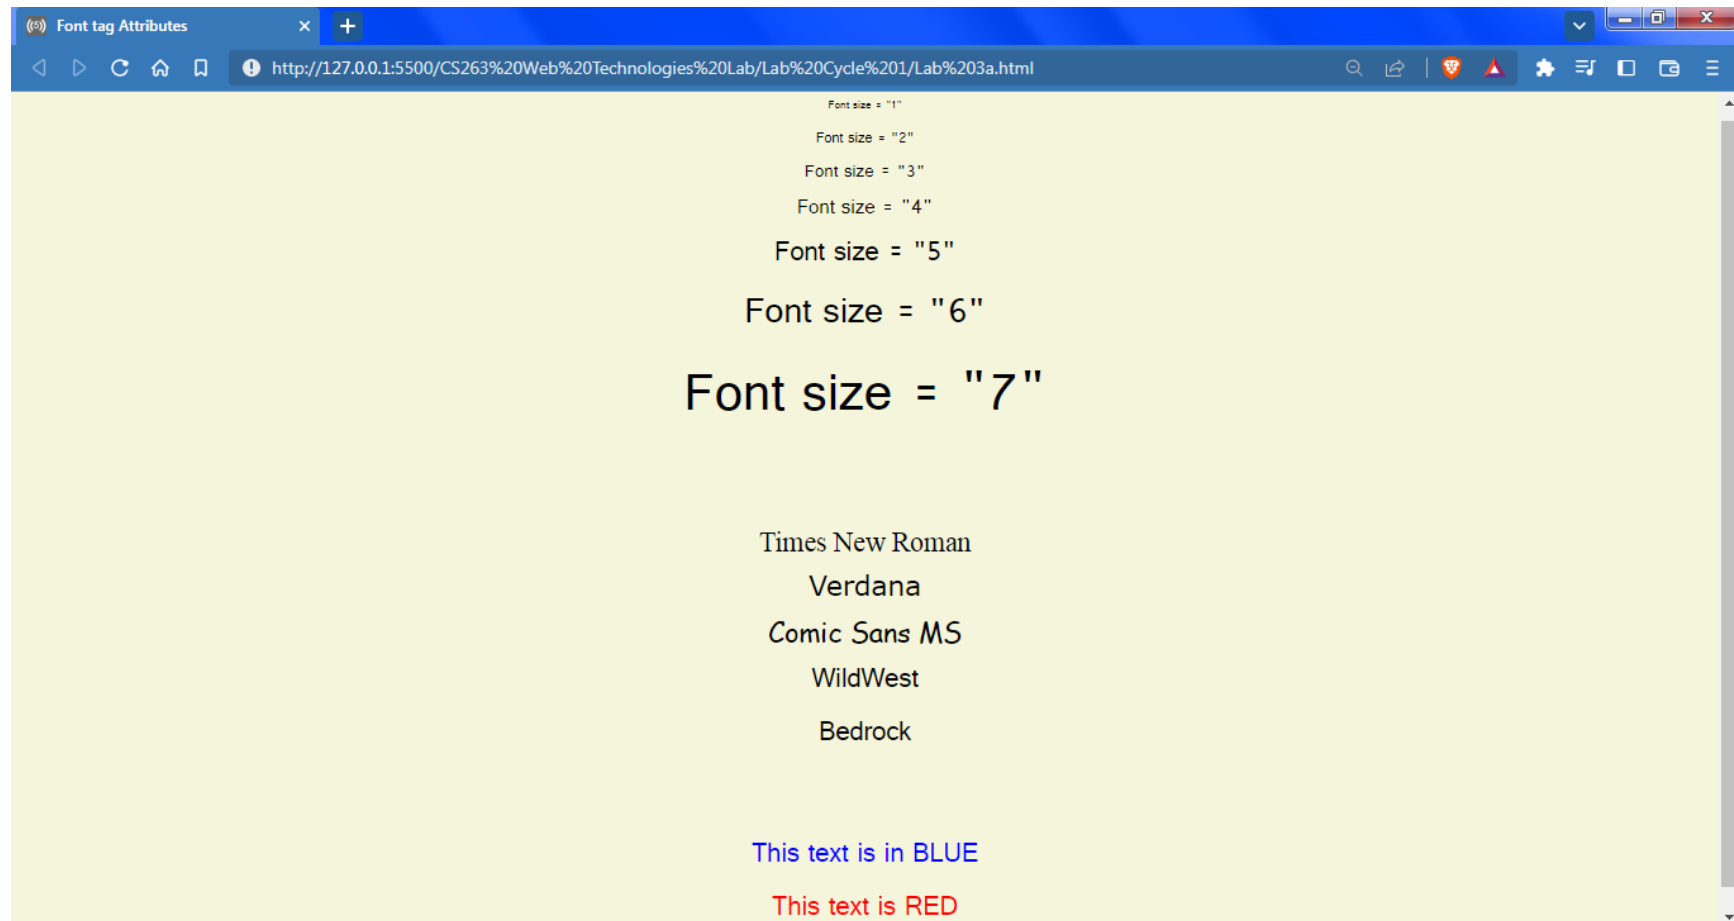 Font tag Attributes
http://127.0.0.1:5500/CS263%20Web%20Technologies%20Lab/Lab%20Cycle%201/Lab%203a.html
Font size = "1"
Font size = "2"
Font size = "3"
Font size = "4"
Font size = "5"
Font size = "6"
Font size = "7"
Times New Roman
Verdana
Comic Sans MS
WildWest
Bedrock
This text is in BLUE
This text is RED